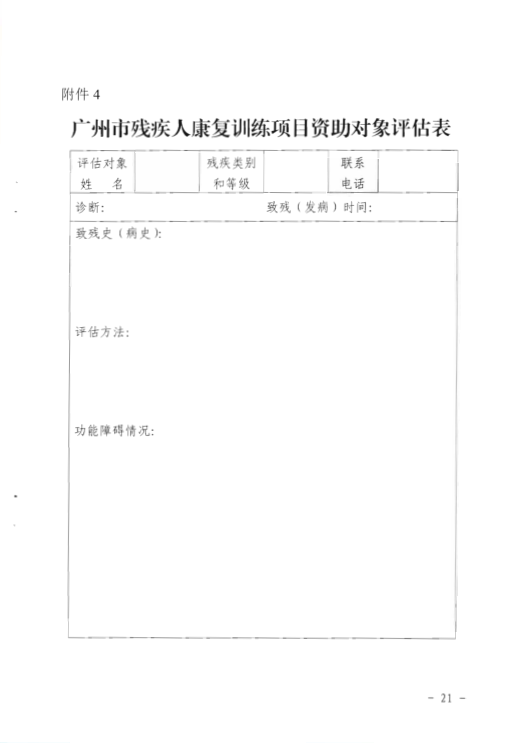 附件 4
广州市残疾人康复训练项目资助对象评估表
评估对象 残疾类别 联系
姓 名 和等级 电话
诊断: 致残（发病）时间:
致残史（病史）:
评估方法:
功能障碍情况:
- 21 -